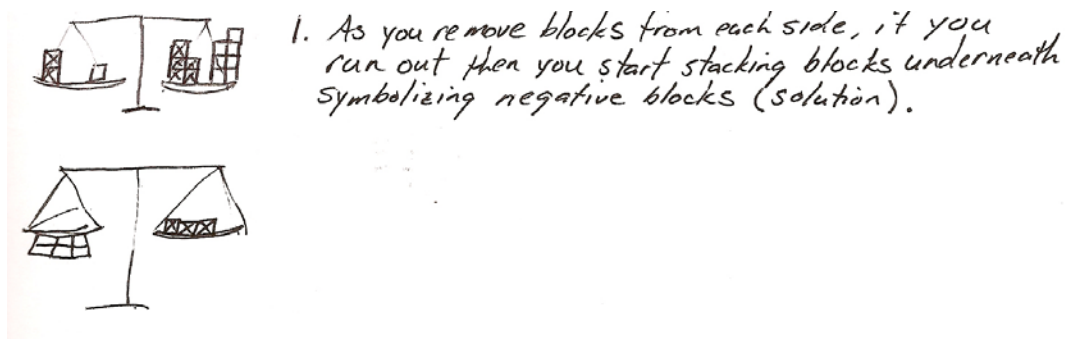 1. As you remove blocks from each side, if you
run out then you start stacking blocks underneath
symbolizing negative blocks (solution).